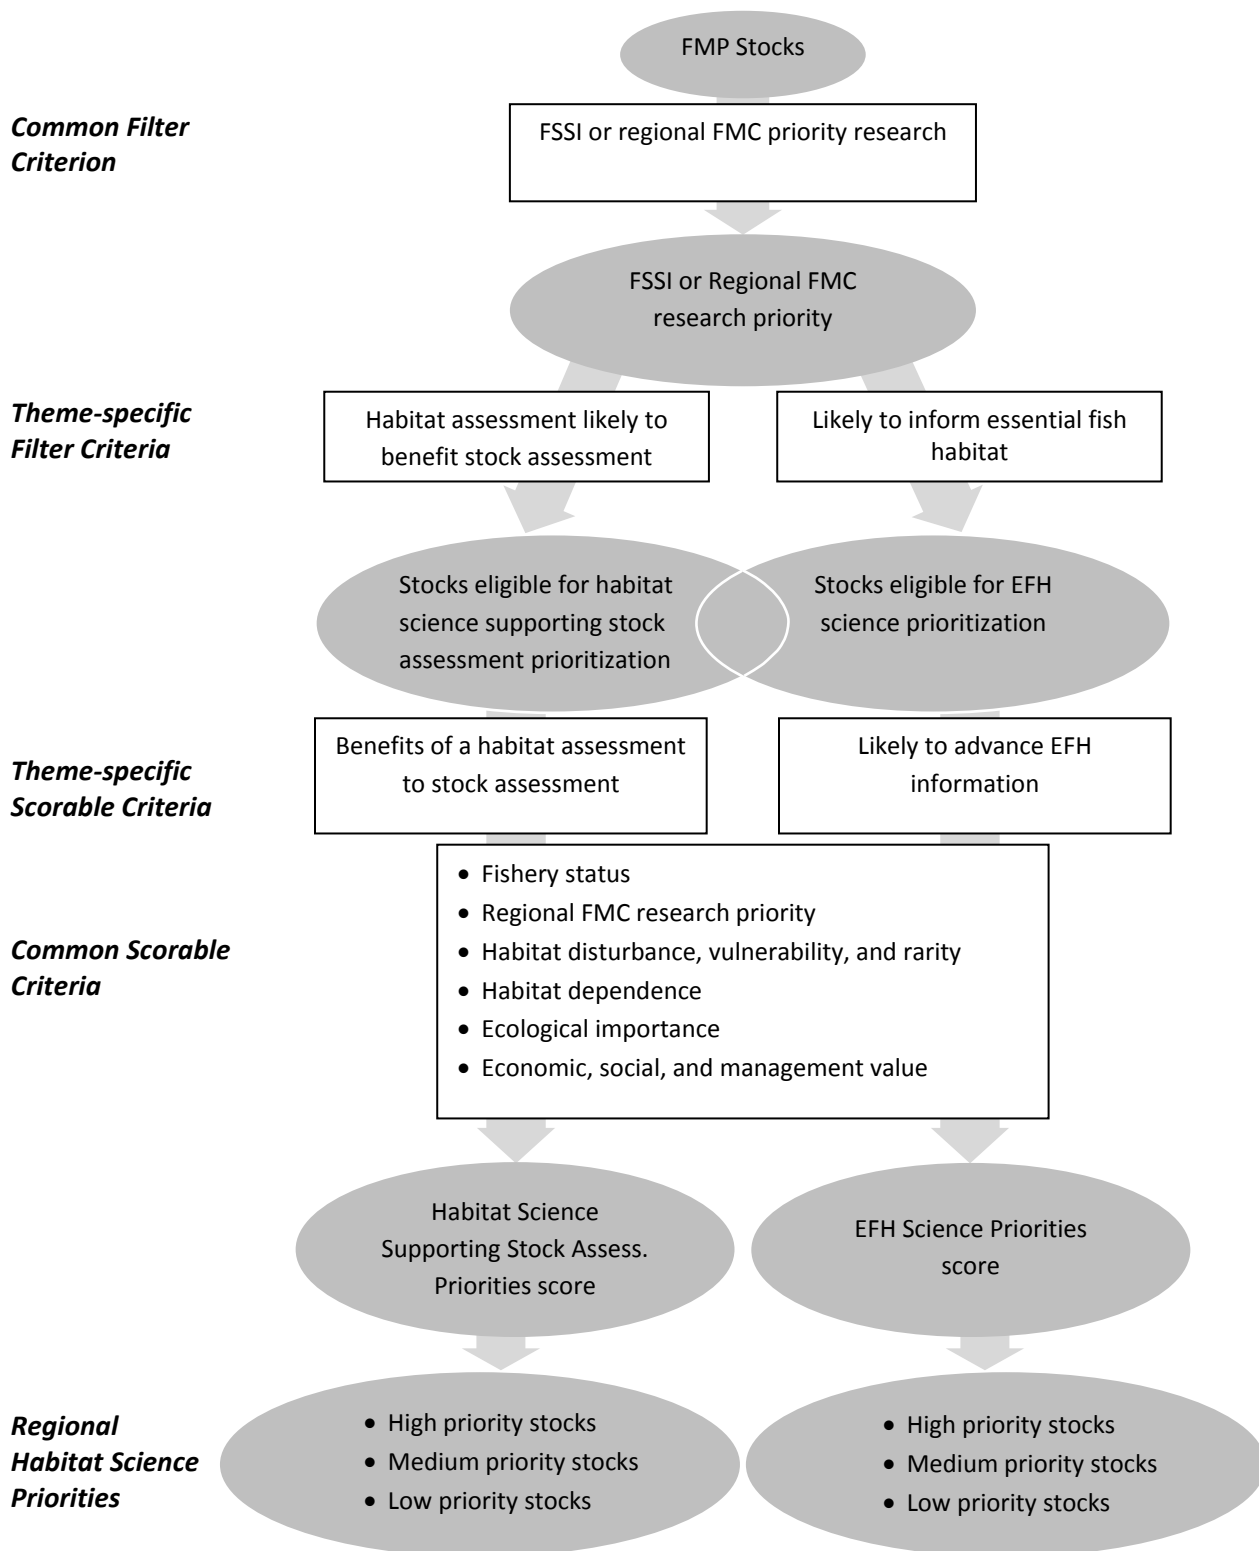 FMP Stocks
Common Filter
Criterion
FSSI or regional FMC priority research
FSSI or Regional FMC
research priority
Theme-specific
Filter Criteria
Habitat assessment likely to
benefit stock assessment
Likely to inform essential fish
habitat
Stocks eligible for habitat
science supporting stock
assessment prioritization
Stocks eligible for EFH
science prioritization
Theme-specific
Scorable Criteria
Benefits of a habitat assessment
to stock assessment
Likely to advance EFH
information
Common Scorable
Criteria
• Fishery status
• Regional FMC research priority
• Habitat disturbance, vulnerability, and rarity
• Habitat dependence
• Ecological importance
• Economic, social, and management value
Habitat Science
Supporting Stock Assess.
Priorities score
EFH Science Priorities
score
Regional
Habitat Science
Priorities
• High priority stocks
• Medium priority stocks
• Low priority stocks
• High priority stocks
• Medium priority stocks
• Low priority stocks